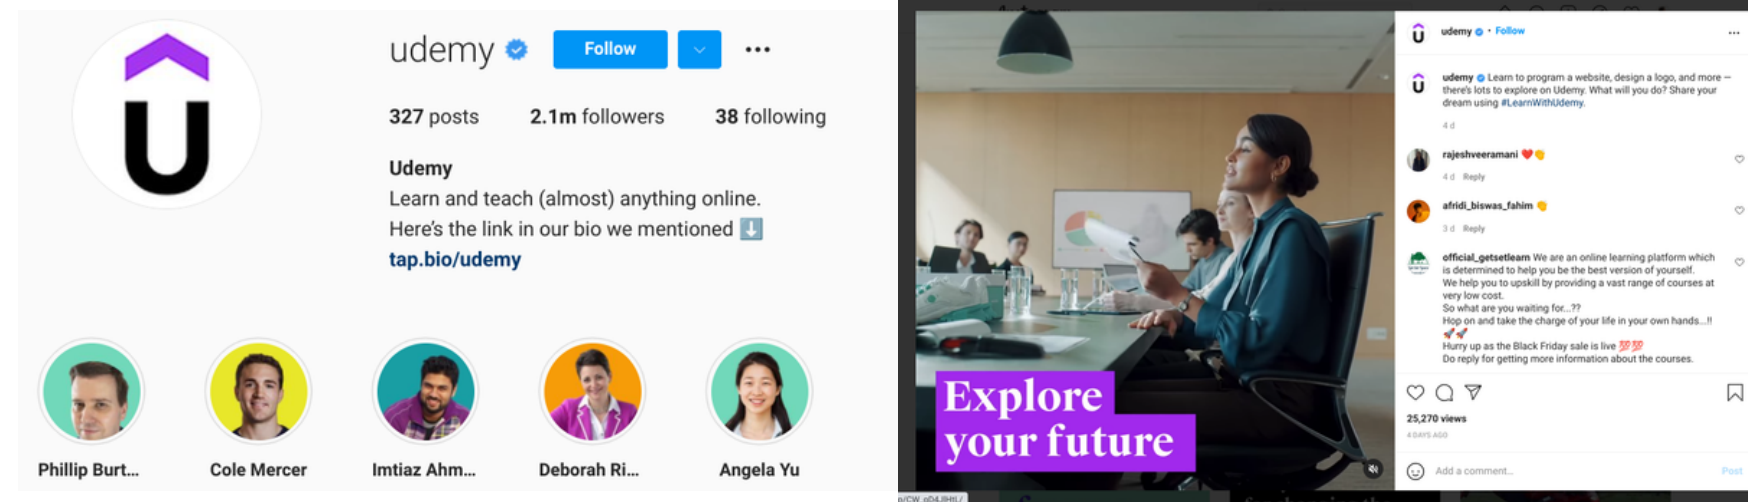 udemy
Follow
327 posts
2.1m followers
38 following
Udemy
Learn and teach (almost) anything online.
Here's the link in our bio we mentioned ⬇️
tap.bio/udemy
Phillip Burt...
Cole Mercer
Imtiaz Ahm...
Deborah Ri...
Angela Yu
Explore
your future
udemy • Follow
udemy Learn to program a website, design a logo, and more —
there's lots to explore on Udemy. What will you do? Share your
dream using #LearnWithUdemy.
4 d
rajeshveeramani ❤️👏
4 d Reply
afridi_biswas_fahim 👏
3 d Reply
official_getsetlearn We are an online learning platform which
is determined to help you be the best version of yourself.
We help you to upskill by providing a vast range of courses at
very low cost.
So what are you waiting for...??
Hop on and take the charge of your life in your own hands...!!
🚀🚀
Hurry up as the Black Friday sale is live 💯💯
Do reply for getting more information about the courses.
25,270 views
4 DAYS AGO
Add a comment...
Post